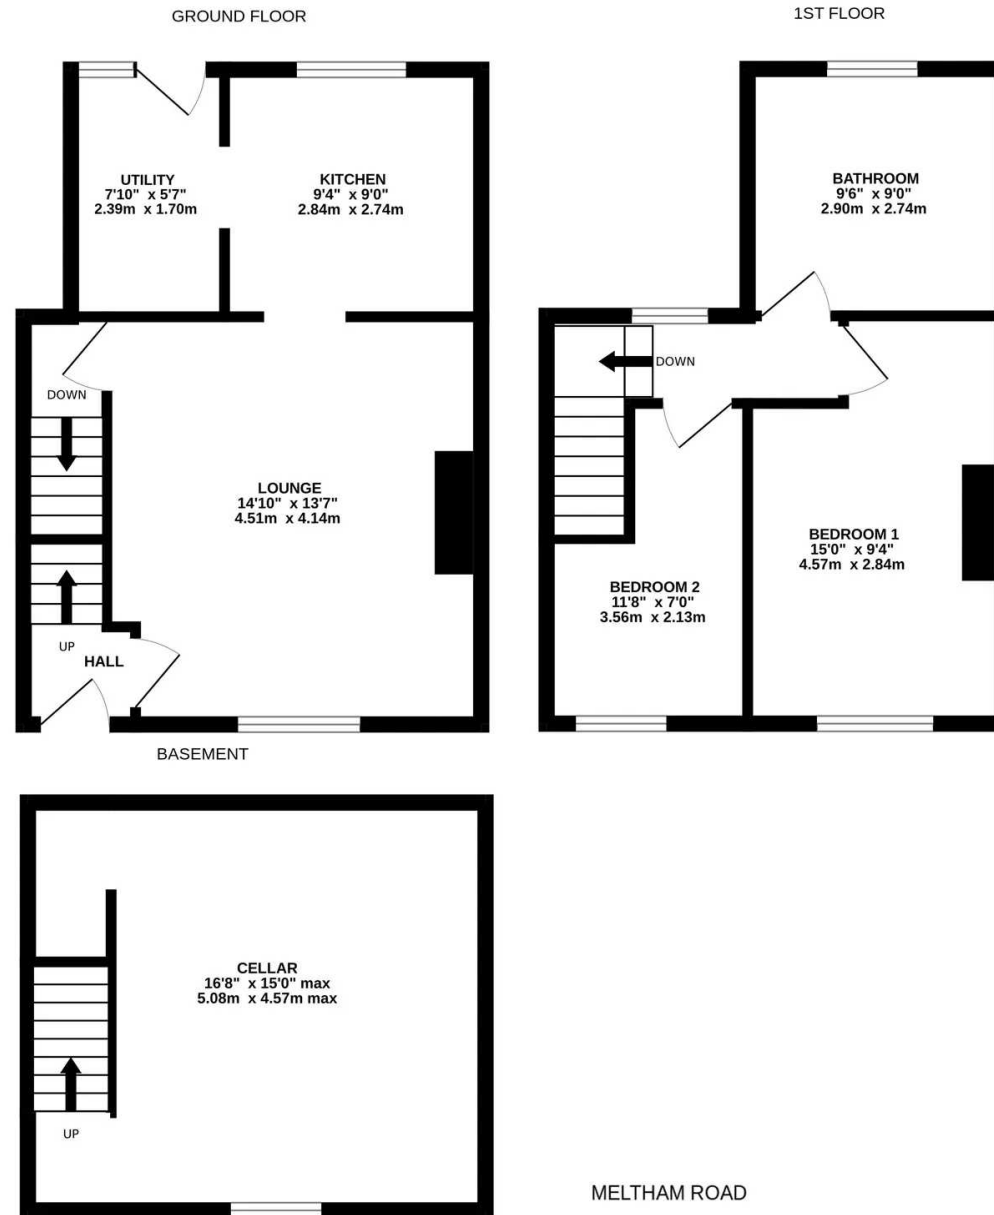 GROUND FLOOR
UTILITY
7'10" x 5'7"
2.39m x 1.70m
KITCHEN
9'4" x 9'0"
2.84m x 2.74m
DOWN
LOUNGE
14'10" x 13'7"
4.51m x 4.14m
UP
HALL
1ST FLOOR
BATHROOM
9'6" x 9'0"
2.90m x 2.74m
DOWN
BEDROOM 1
15'0" x 9'4"
4.57m x 2.84m
BEDROOM 2
11'8" x 7'0"
3.56m x 2.13m
BASEMENT
CELLAR
16'8" x 15'0" max
5.08m x 4.57m max
UP
MELTHAM ROAD